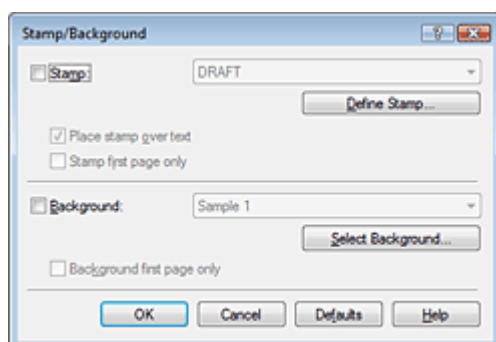 Stamp/Background
Stamp: DRAFT
Define Stamp...
Place stamp over text
Stamp first page only
Background: Sample 1
Select Background...
Background first page only
OK Cancel Defaults Help